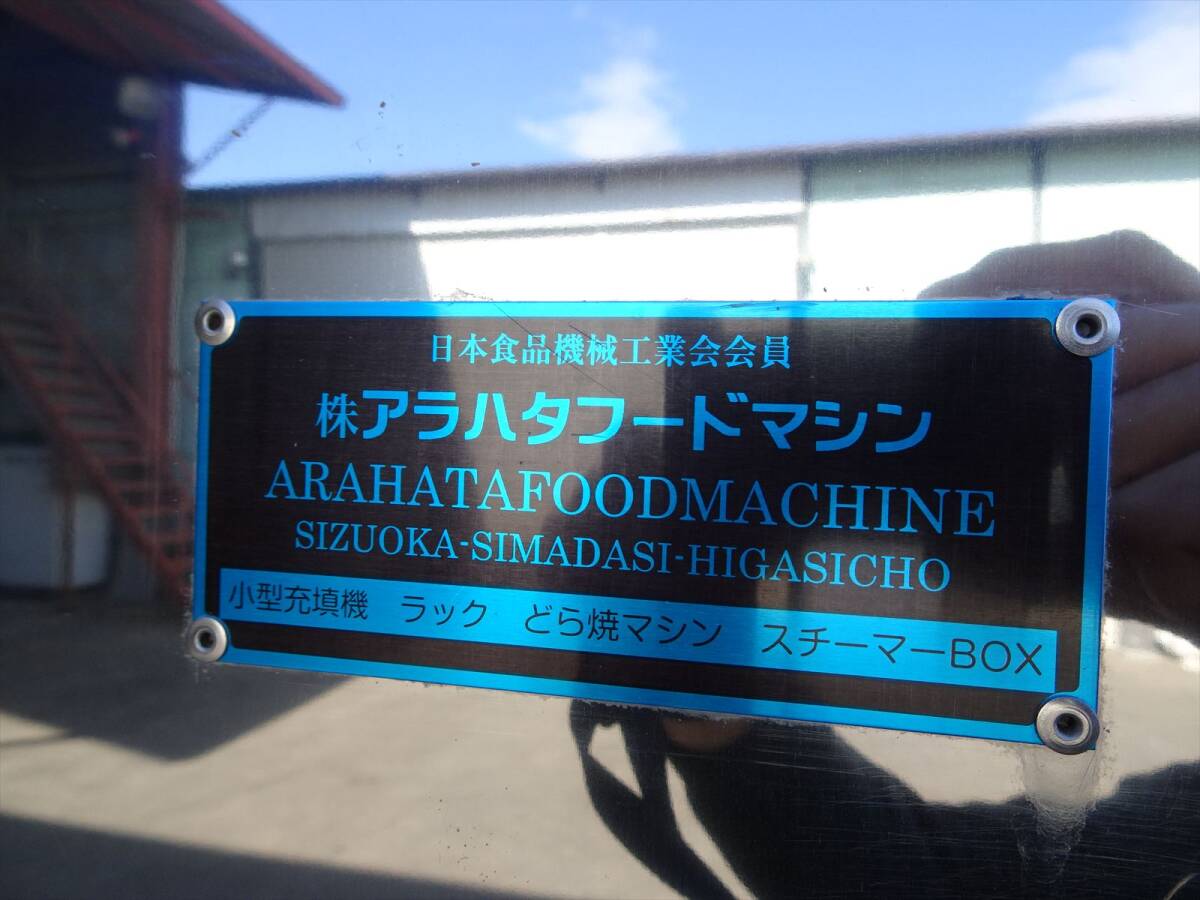 日本食品機械工業会会員
株アラハタフードマシン
ARAHATAFOODMACHINE
SIZUOKA-SIMADASI-HIGASICHO
小型充填機 ラック どら焼マシン スチーマーBOX